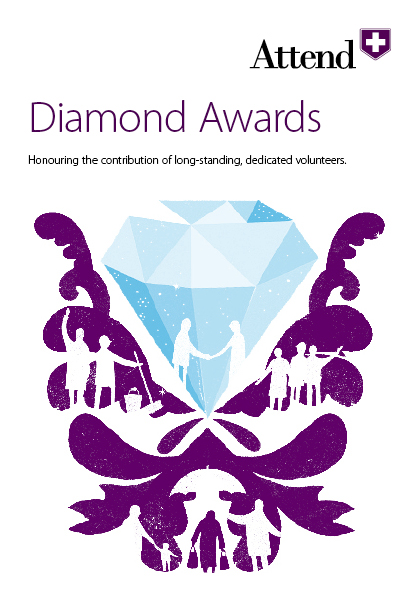 Attend
Diamond Awards
Honouring the contribution of long-standing, dedicated volunteers.